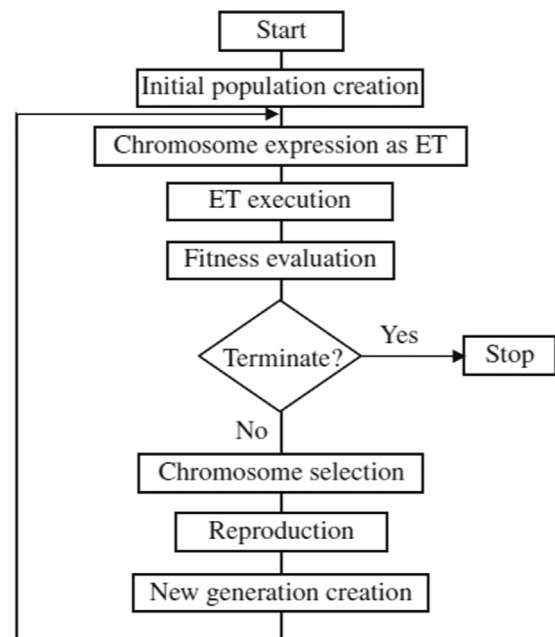 Start
Initial population creation
Chromosome expression as ET
ET execution
Fitness evaluation
Terminate?
Yes
Stop
No
Chromosome selection
Reproduction
New generation creation